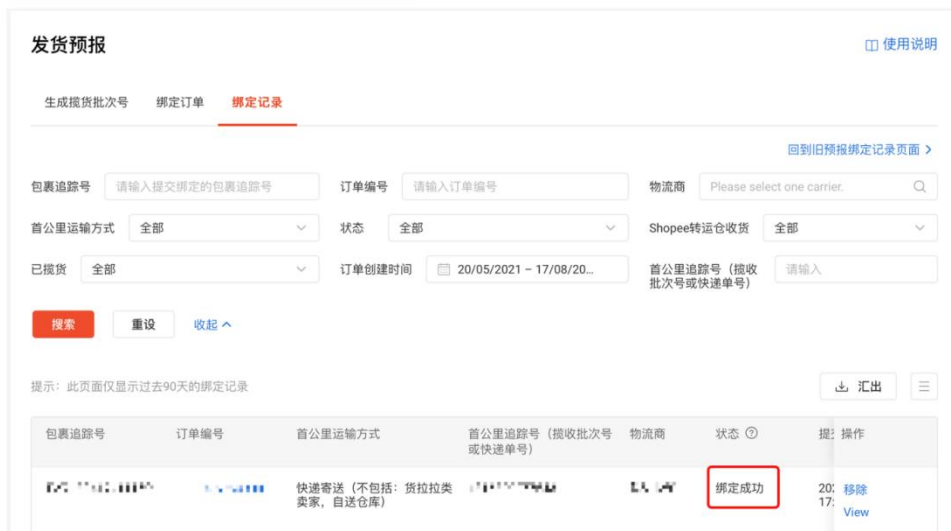 发货预报
使用说明
生成揽货批次号 绑定订单 绑定记录
回到旧预报绑定记录页面
包裹追踪号 请输入提交绑定的包裹追踪号 订单编号 请输入订单编号 物流商 Please select one carrier.
首公里运输方式 全部 状态 全部 Shopee转运仓收货 全部
已揽货 全部 订单创建时间 20/05/2021 – 17/08/20... 首公里追踪号（揽收批次号或快递单号） 请输入
搜索 重设 收起
提示：此页面仅显示过去90天的绑定记录
汇出
包裹追踪号 订单编号 首公里运输方式 首公里追踪号（揽收批次号或快递单号） 物流商 状态 操作
快递寄送（不包括：货拉拉类
卖家，自送仓库）
绑定成功
移除
View